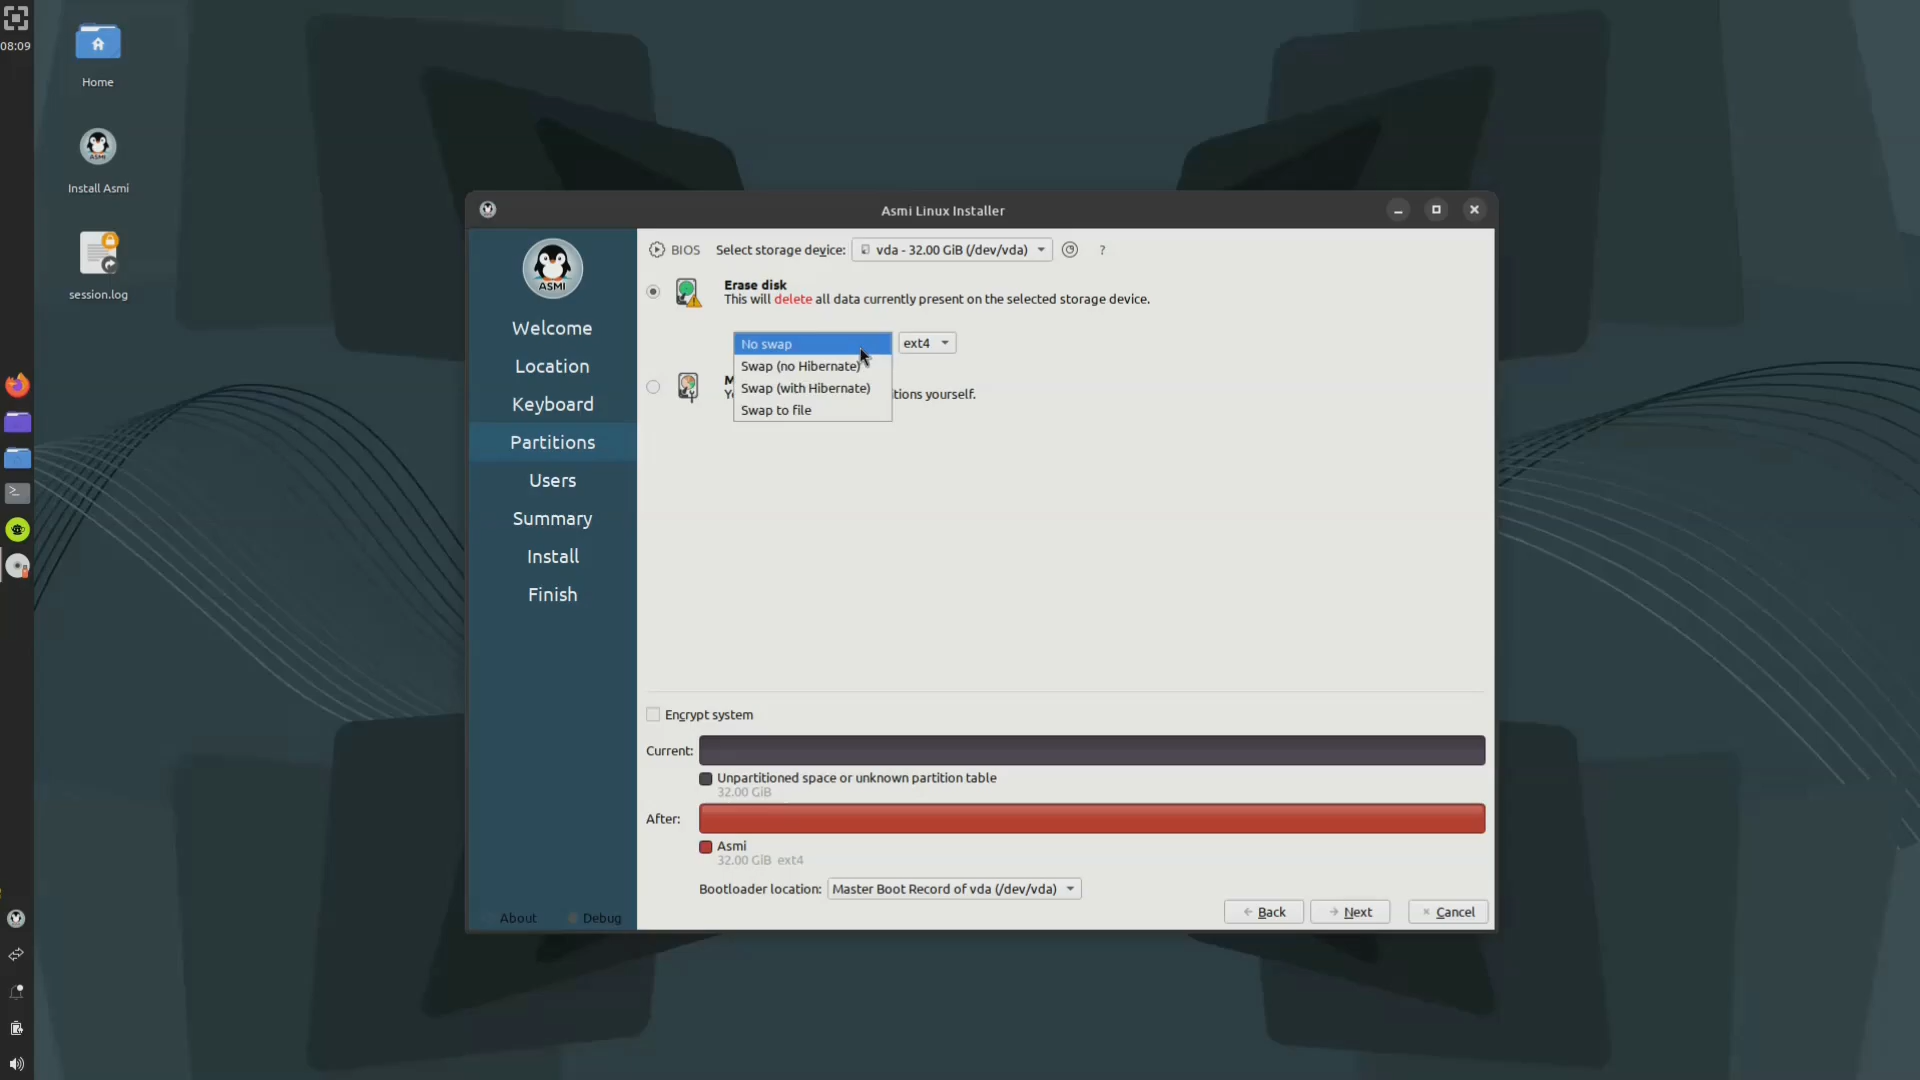 08:09
Home
ASMI
Install Asmi
session.log
Asmi Linux Installer
ASMI
Welcome
Location
Keyboard
Partitions
Users
Summary
Install
Finish
About
Debug
BIOS
Select storage device:
vda - 32.00 GiB (/dev/vda)
?
Erase disk
This will delete all data currently present on the selected storage device.
No swap
ext4
Swap (no Hibernate)
Swap (with Hibernate)
Swap to file
yourself.
Encrypt system
Current:
Unpartitioned space or unknown partition table
32.00 GiB
After:
Asmi
32.00 GiB ext4
Bootloader location:
Master Boot Record of vda (/dev/vda)
Back
Next
Cancel